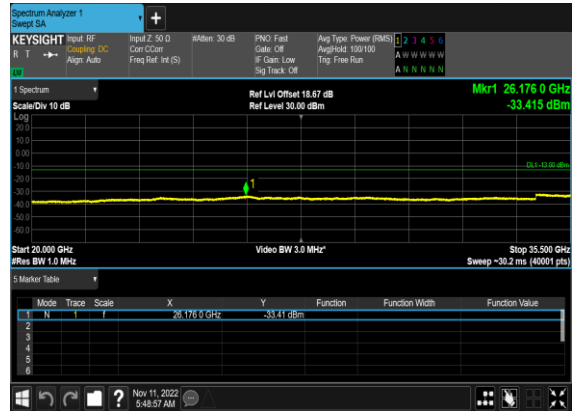 Spectrum Analyzer 1
Swept SA
+
KEYSIGHT Input: RF Input Z: 50 Ω #Atten: 30 dB PNO: Fast Avg Type: Power (RMS) 1 2 3 4 5 6
R T Coupling: DC Corr CCorr Gate: Off Avg|Hold: 100/100 A W W W W W
Align: Auto Freq Ref: Int (S) IF Gain: Low Trig: Free Run
Sig Track: Off A N N N N N
1 Spectrum Ref Lvl Offset 18.67 dB Mkr1 26.176 0 GHz
Scale/Div 10 dB Ref Level 30.00 dBm -33.415 dBm
Log
20.0
10.0
0.00
-10.0
DL1 -13.00 dBm
-20.0
1
-30.0
-40.0
-50.0
-60.0
Start 20.000 GHz Video BW 3.0 MHz* Stop 35.500 GHz
#Res BW 1.0 MHz Sweep ~30.2 ms (40001 pts)
5 Marker Table
Mode Trace Scale X Y Function Function Width Function Value
1 N 1 f 26.176 0 GHz -33.41 dBm
2
3
4
5
6
? Nov 11, 2022
5:48:57 AM